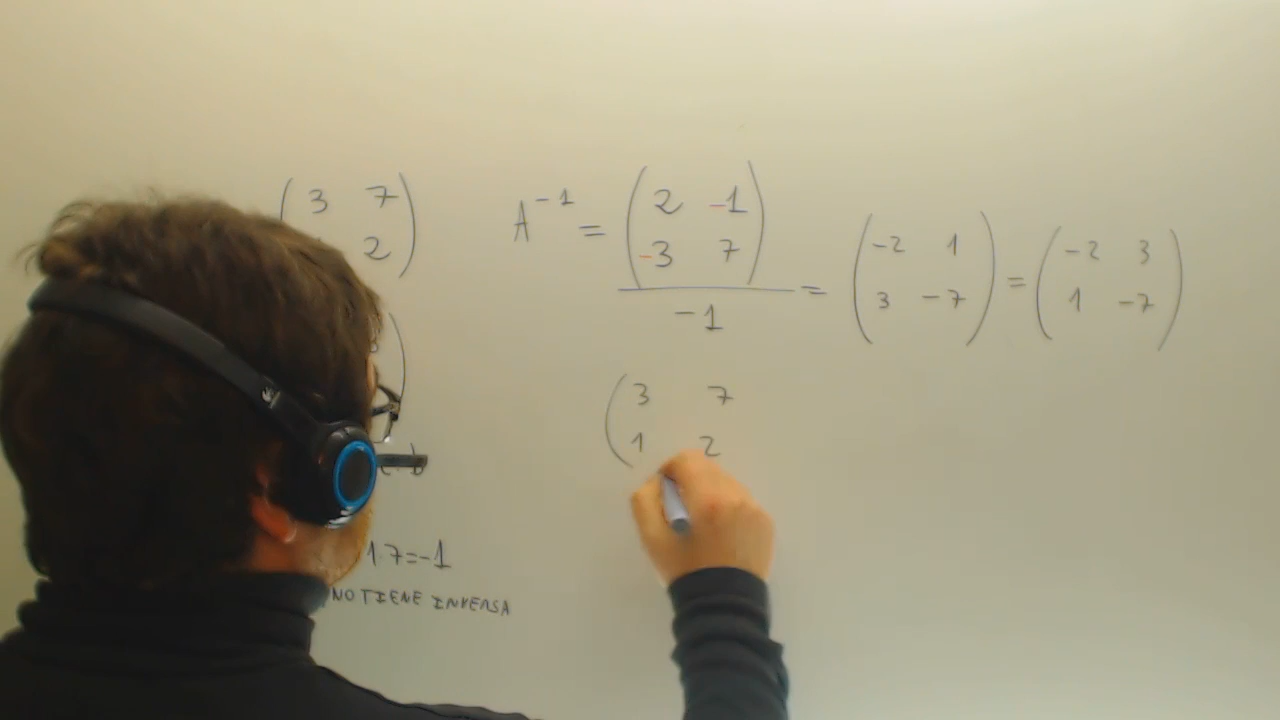 3 7
2
A⁻¹ = (2 -1
-3 7) / -1 = (-2 1
3 -7) = (-2 3
1 -7)
(3 7
1 2
1·7=-1
NO TIENE INVERSA